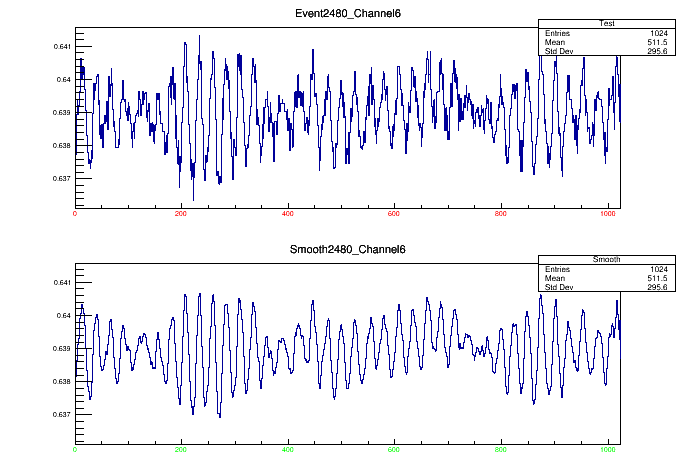 Event2480_Channel6
Test
Entries 1024
Mean 511.5
Std Dev 295.6
0.641
0.64
0.639
0.638
0.637
0 200 400 600 800 1000
Smooth2480_Channel6
Smooth
Entries 1024
Mean 511.5
Std Dev 295.6
0.641
0.64
0.639
0.638
0.637
0 200 400 600 800 1000